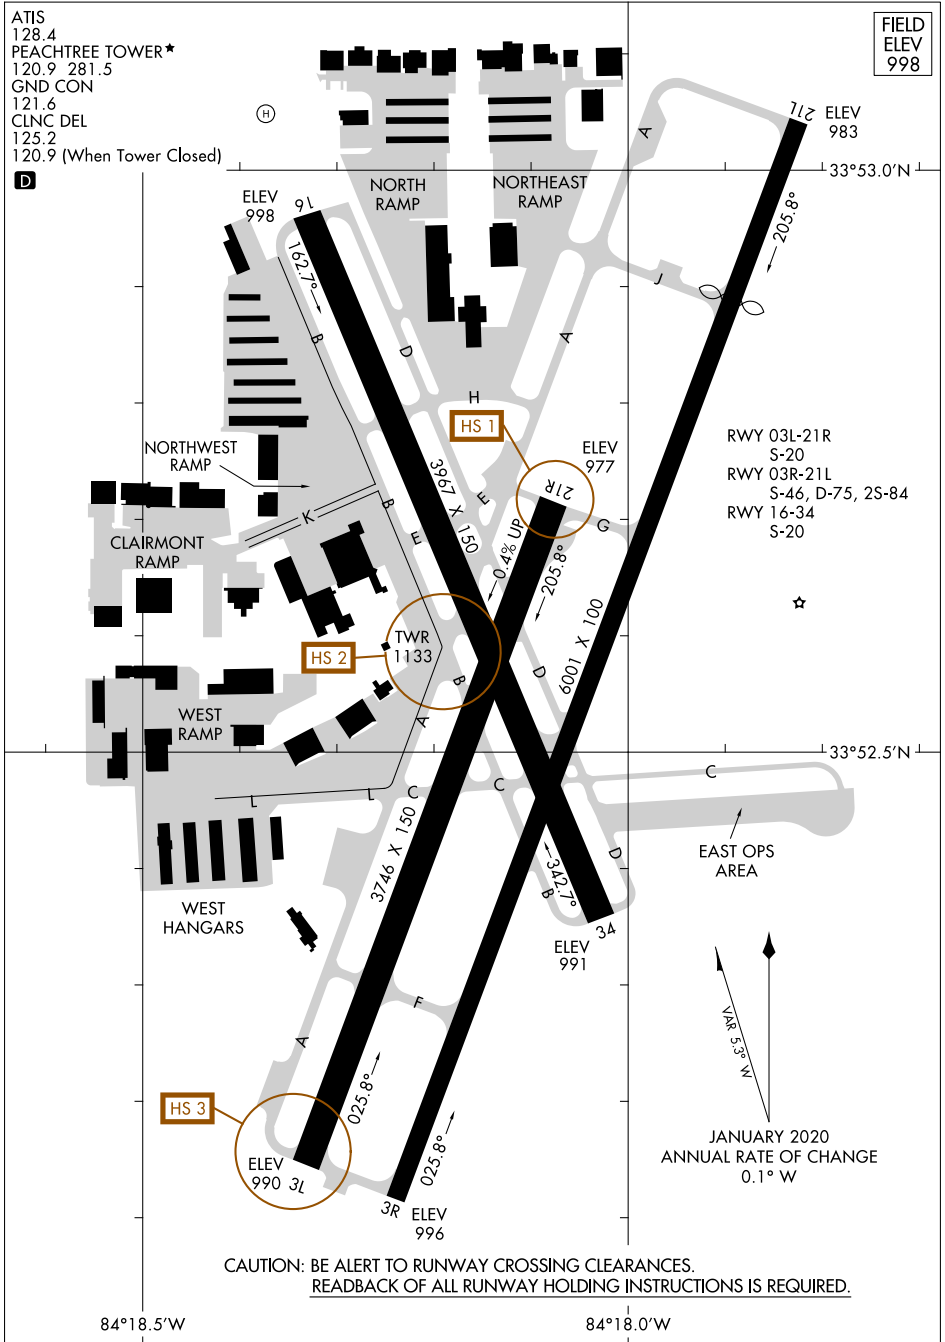 ATIS
128.4
PEACHTREE TOWER★
120.9 281.5
GND CON
121.6
CLNC DEL
125.2
120.9 (When Tower Closed)
D
FIELD
ELEV
998
H
21L
ELEV
983
A
33°53.0'N
NORTH
RAMP
NORTHEAST
RAMP
ELEV
998
16
205.8°
162.7°
J
B
D
A
H
HS 1
ELEV
977
RWY 03L-21R
S-20
RWY 03R-21L
S-46, D-75, 2S-84
RWY 16-34
S-20
NORTHWEST
RAMP
3967 X 150
21R
E
B
K
G
E
CLAIRMONT
RAMP
0.4% UP
205.8°
6001 X 100
TWR
1133
HS 2
B
D
A
WEST
RAMP
33°52.5'N
C
L
L
C
C
3746 X 150
EAST OPS
AREA
D
342.7°
B
WEST
HANGARS
34
ELEV
991
F
VAR 5.3° W
A
025.8°
025.8°
HS 3
JANUARY 2020
ANNUAL RATE OF CHANGE
0.1° W
ELEV
990
3L
3R
ELEV
996
CAUTION: BE ALERT TO RUNWAY CROSSING CLEARANCES.
READBACK OF ALL RUNWAY HOLDING INSTRUCTIONS IS REQUIRED.
84°18.5'W
84°18.0'W